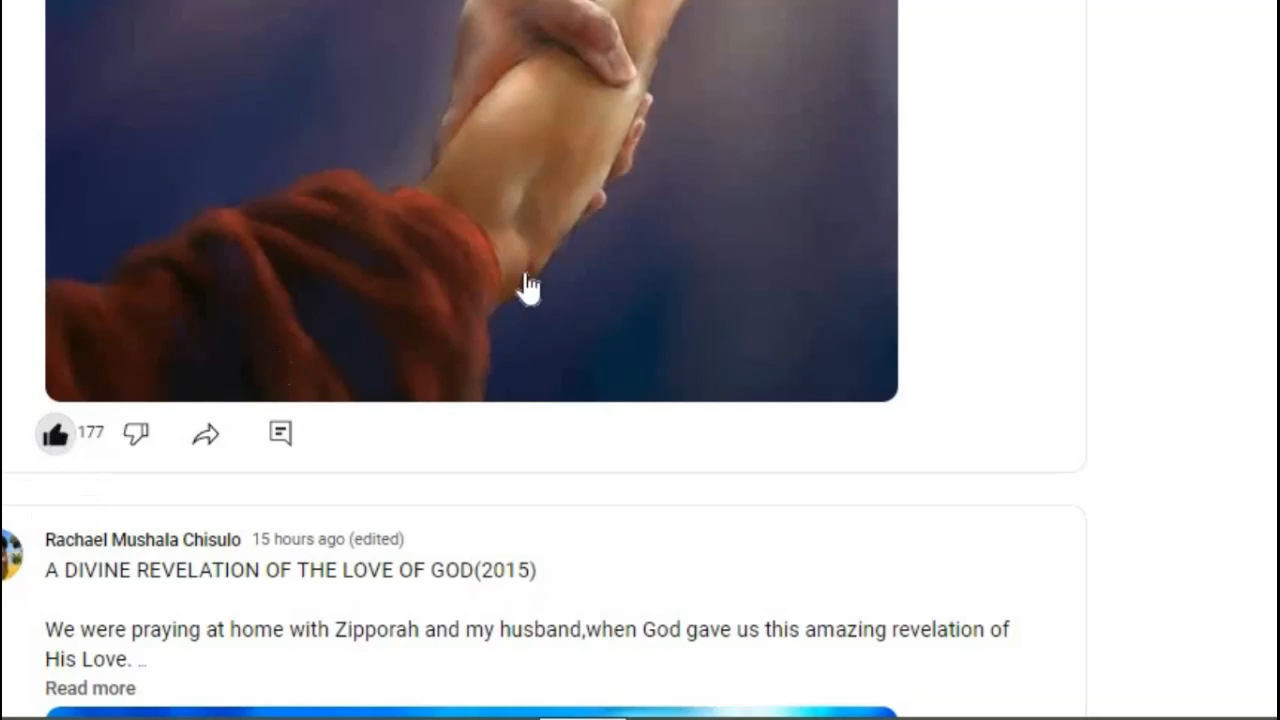 177
Rachael Mushala Chisulo 15 hours ago (edited)
A DIVINE REVELATION OF THE LOVE OF GOD(2015)
We were praying at home with Zipporah and my husband,when God gave us this amazing revelation of
His Love. ...
Read more